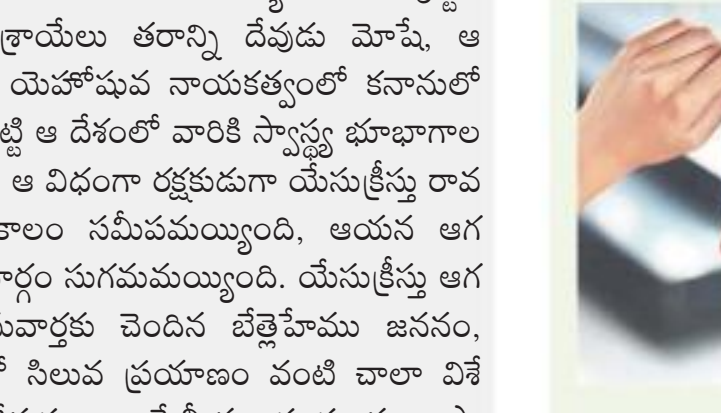 శ్రాయేలు తరాన్ని దేవుడు మోషే, ఆ
యెహోషువ నాయకత్వంలో కనానులో
ట్టి ఆ దేశంలో వారికి స్వాస్థ్య భూభాగాల
ఆ విధంగా రక్షకుడుగా యేసుక్రీస్తు రావ
కాలం సమీపమయ్యింది, ఆయన ఆగ
ార్గం సుగమమయ్యింది. యేసుక్రీస్తు ఆగ
ువార్తకు చెందిన బేత్లెహేము జననం,
సిలువ ప్రయాణం వంటి చాలా విశే